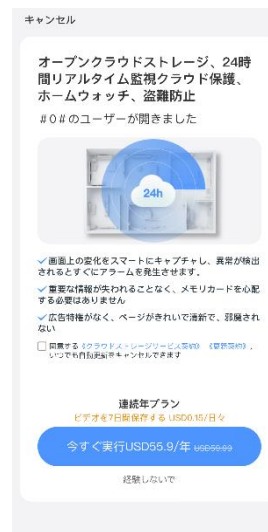 キャンセル
オープンクラウドストレージ、24時
間リアルタイム監視クラウド保護、
ホームウォッチ、盗難防止
#0#のユーザーが開きました
24h
画面上の変化をスマートにキャプチャし、異常が検出
されるとすぐにアラームを発生させます。
重要な情報が失われることなく、メモリカードを心配
する必要はありません
広告特権がなく、ページがきれいで清新で、邪魔され
ない
同意する《クラウドストレージサービス契約》《更新契約》、
いつでも自動更新をキャンセルできます
連続年プラン
ビデオを7日間保存する USD0.15/日々
今すぐ実行USD55.9/年 USD59.99
経験しないで